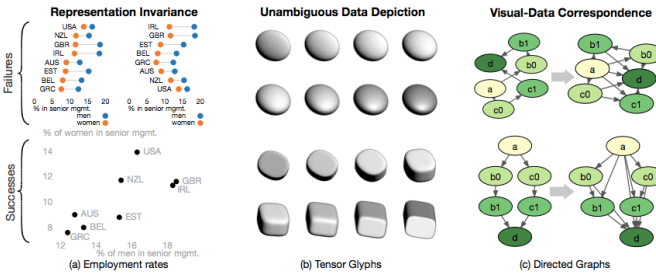 Representation Invariance
Unambiguous Data Depiction
Visual-Data Correspondence
Failures
USA
NZL
GBR
IRL
AUS
EST
BEL
GRC
0 5 10 15 20
% in senior mgmt.
men
women
IRL
GBR
EST
BEL
GRC
AUS
NZL
USA
0 5 10 15 20
% in senior mgmt.
men
women
b1
d
b0
a
c1
c0
b1
b0
a
d
c0
c1
Successes
% of women in senior mgmt.
14
12
10
8
USA
NZL
GBR
IRL
AUS
EST
BEL
GRC
12 14 16 18
% of men in senior mgmt.
a
b0
c0
b1
c1
d
a
b0
c0
b1
c1
d
(a) Employment rates
(b) Tensor Glyphs
(c) Directed Graphs